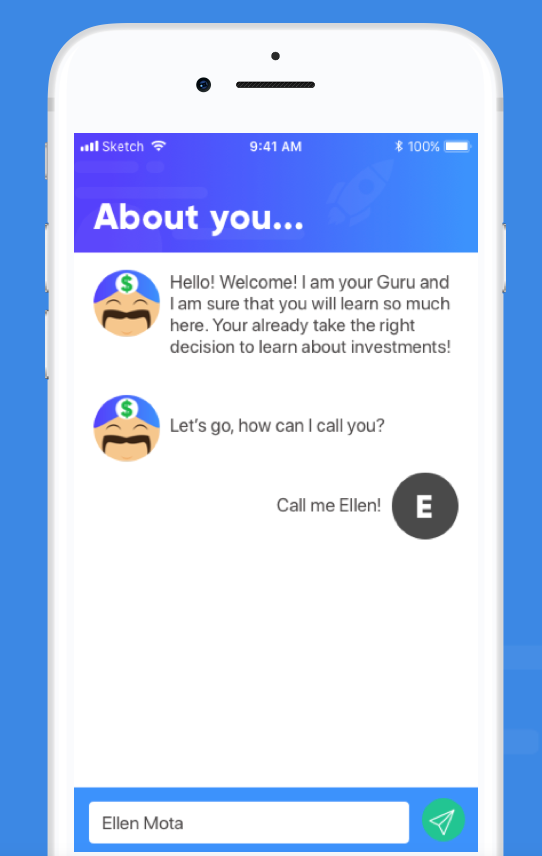 Sketch 9:41 AM 100%
About you...
$
Hello! Welcome! I am your Guru and
I am sure that you will learn so much
here. Your already take the right
decision to learn about investments!
$
Let's go, how can I call you?
Call me Ellen! E
Ellen Mota